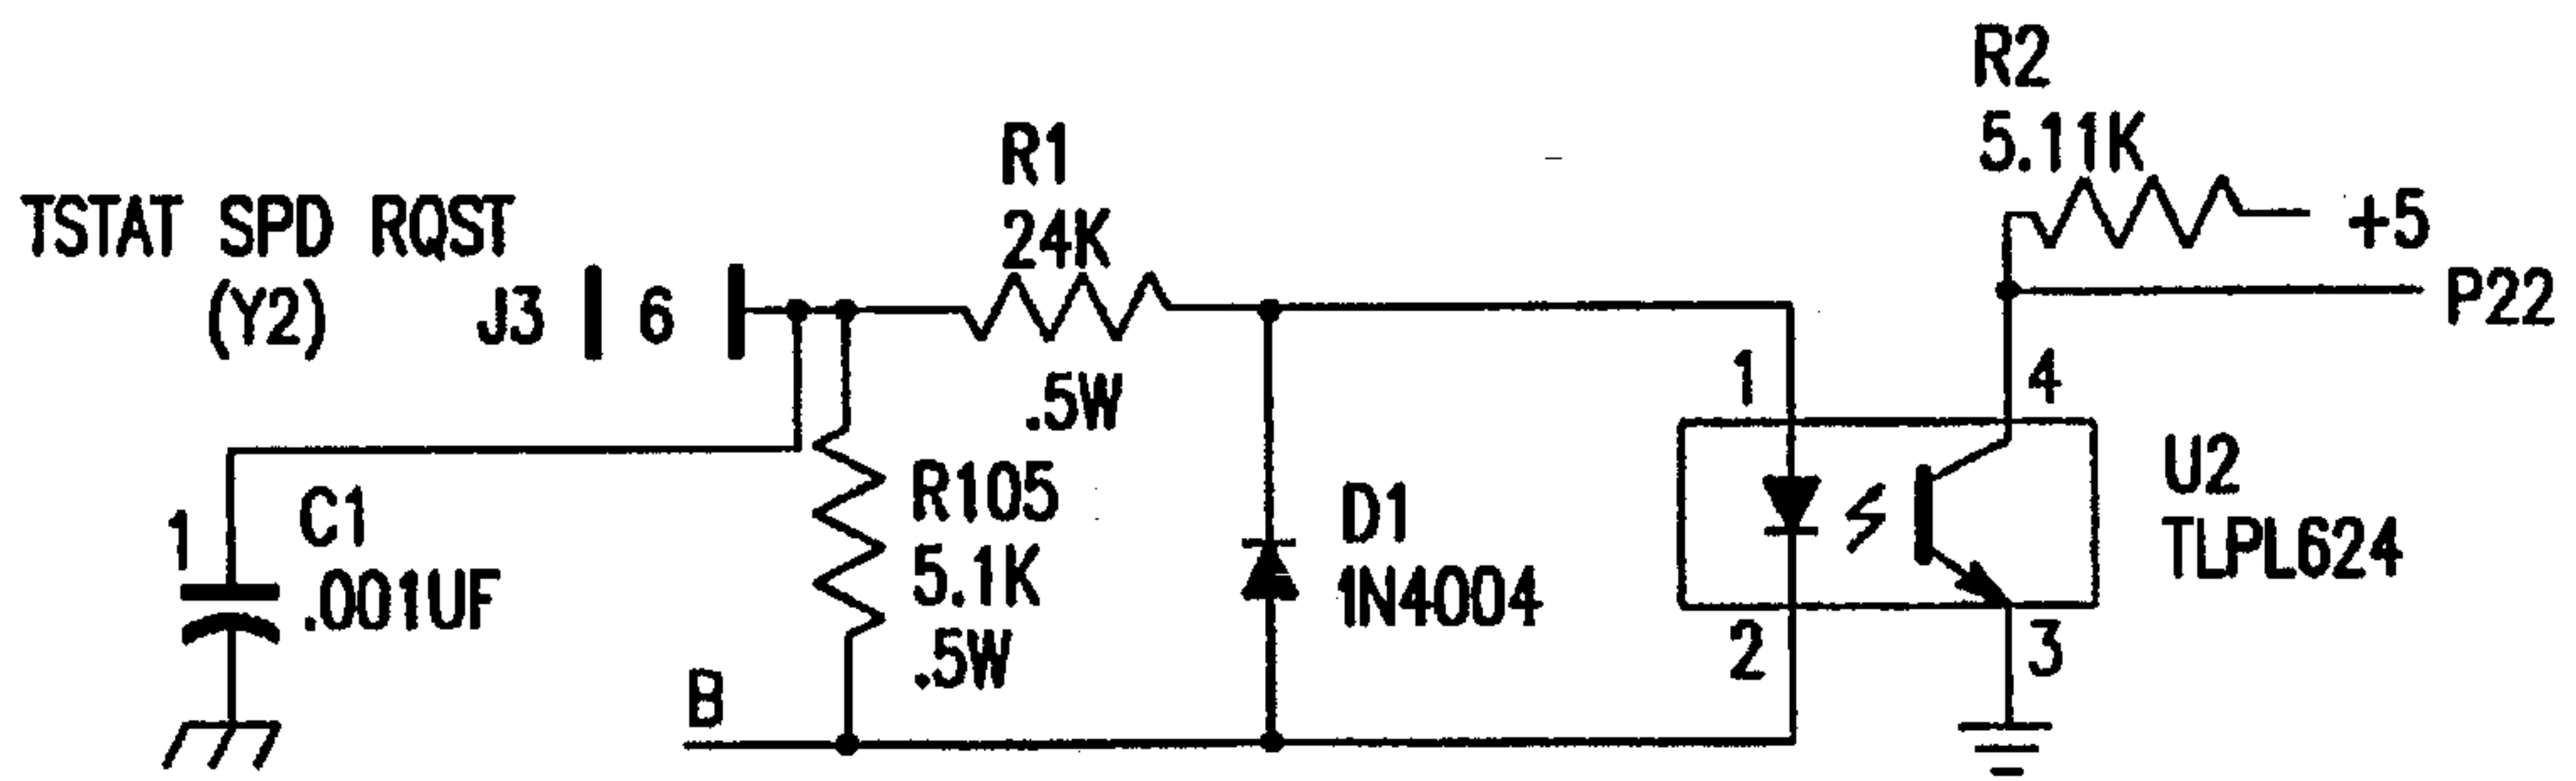 R2
5.11K
+5
P22
R1
24K
.5W
TSTAT SPD RQST
(Y2)
J3
6
1
4
1
C1
.001UF
R105
5.1K
.5W
D1
1N4004
U2
TLPL624
2
3
B